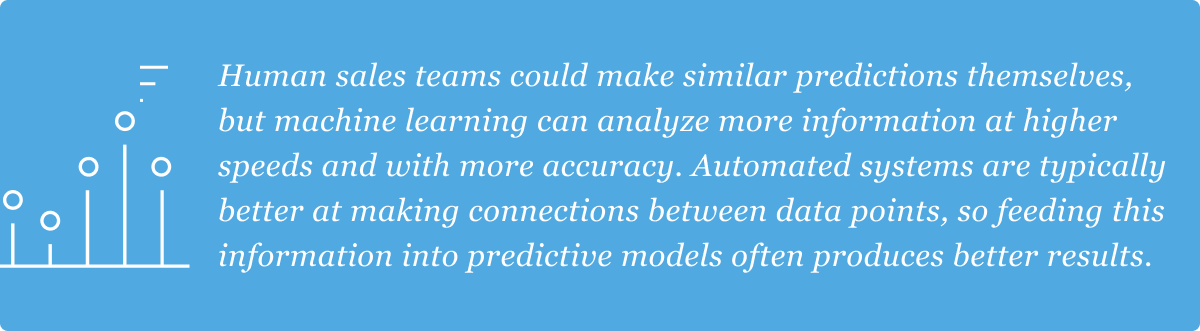 Human sales teams could make similar predictions themselves,
but machine learning can analyze more information at higher
speeds and with more accuracy. Automated systems are typically
better at making connections between data points, so feeding this
information into predictive models often produces better results.